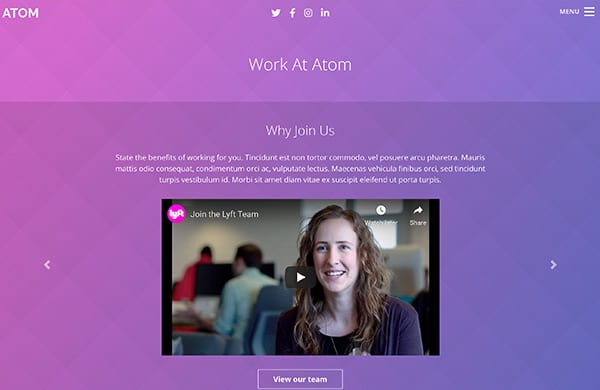 ATOM
MENU
Work At Atom
Why Join Us
State the benefits of working for you. Tincidunt est non tortor commodo, vel posuere arcu pharetra. Mauris
mattis odio consequat, condimentum orci ac, vulputate lectus. Maecenas vehicula finibus orci, sed tincidunt
turpis vestibulum id. Morbi sit amet diam vitae ex suscipit eleifend ut porta turpis.
lyft
Join the Lyft Team
Watch later
Share
View our team